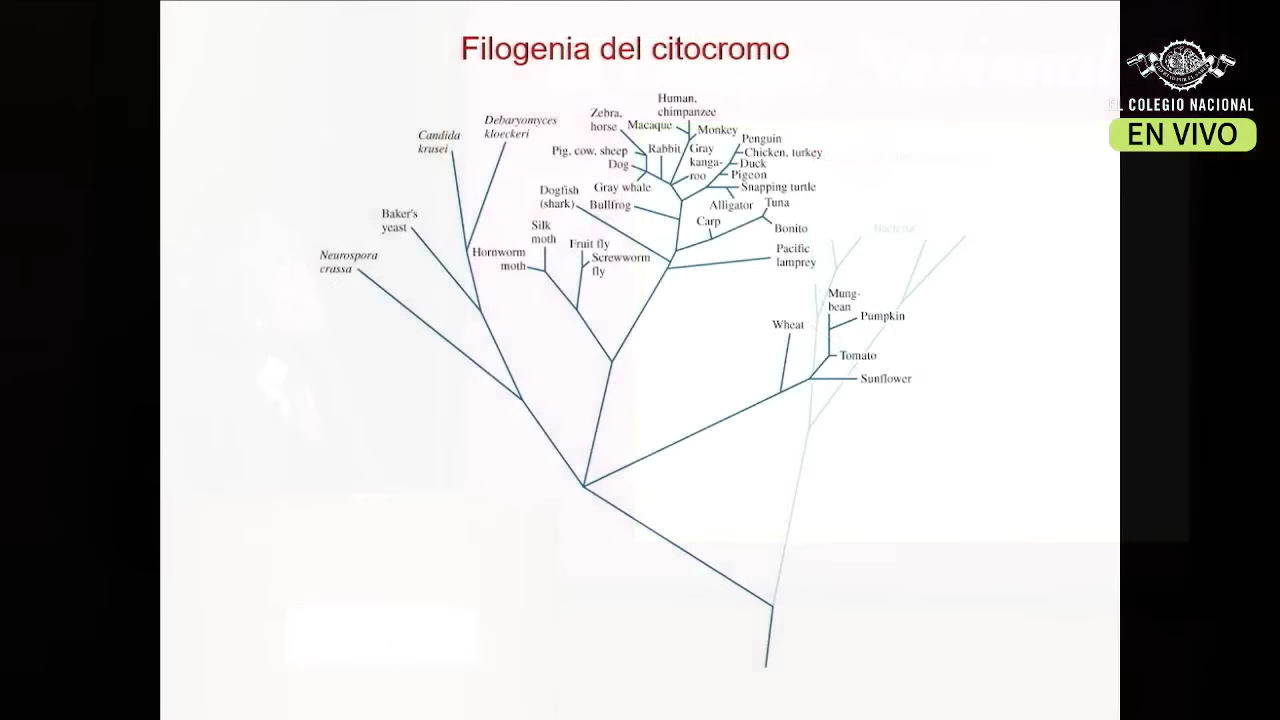 Filogenia del citocromo
EL COLEGIO NACIONAL
EN VIVO
Human,
chimpanzee
Zebra,
horse
Macaque
Monkey
Debaryomyces
kloeckeri
Candida
krusei
Penguin
Pig, cow, sheep
Rabbit
Gray
kanga-
roo
Chicken, turkey
Dog
Duck
Pigeon
Gray whale
Snapping turtle
Dogfish
(shark)
Bullfrog
Alligator
Tuna
Baker's
yeast
Carp
Bonito
Silk
moth
Fruit fly
Hornworm
moth
Screwworm
fly
Pacific
lamprey
Neurospora
crassa
Bacteria
Mung-
bean
Pumpkin
Wheat
Tomato
Sunflower